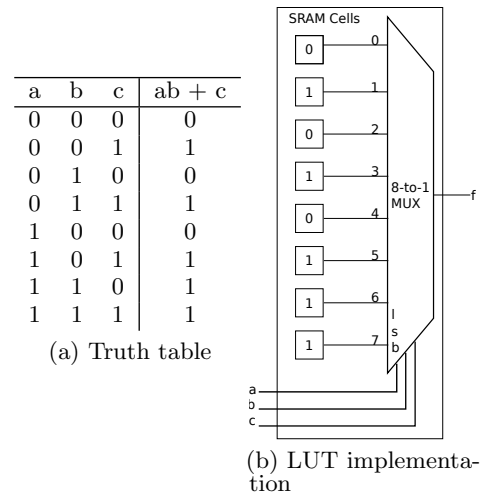 a b c ab + c
0 0 0 0
0 0 1 1
0 1 0 0
0 1 1 1
1 0 0 0
1 0 1 1
1 1 0 1
1 1 1 1
(a) Truth table
SRAM Cells
0 0
1 1
0 2
1 3
0 4
1 5
1 6
1 7
8-to-1
MUX
f
l
s
b
a
b
c
(b) LUT implementa-
tion